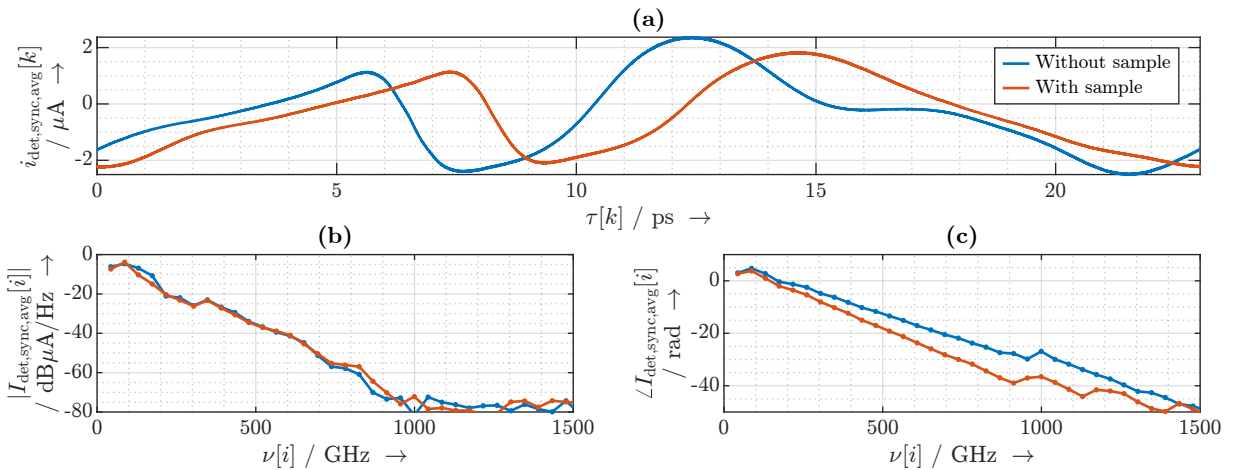 (a)
i_det,sync,avg[k]
/ μA →
2
0
-2
Without sample
With sample
0
5
10
15
20
τ[k] / ps →
(b)
|I_det,sync,avg[i]|
/ dBμA/Hz →
0
-20
-40
-60
-80
0
500
1000
1500
ν[i] / GHz →
(c)
∠I_det,sync,avg[i]
/ rad →
0
-20
-40
0
500
1000
1500
ν[i] / GHz →